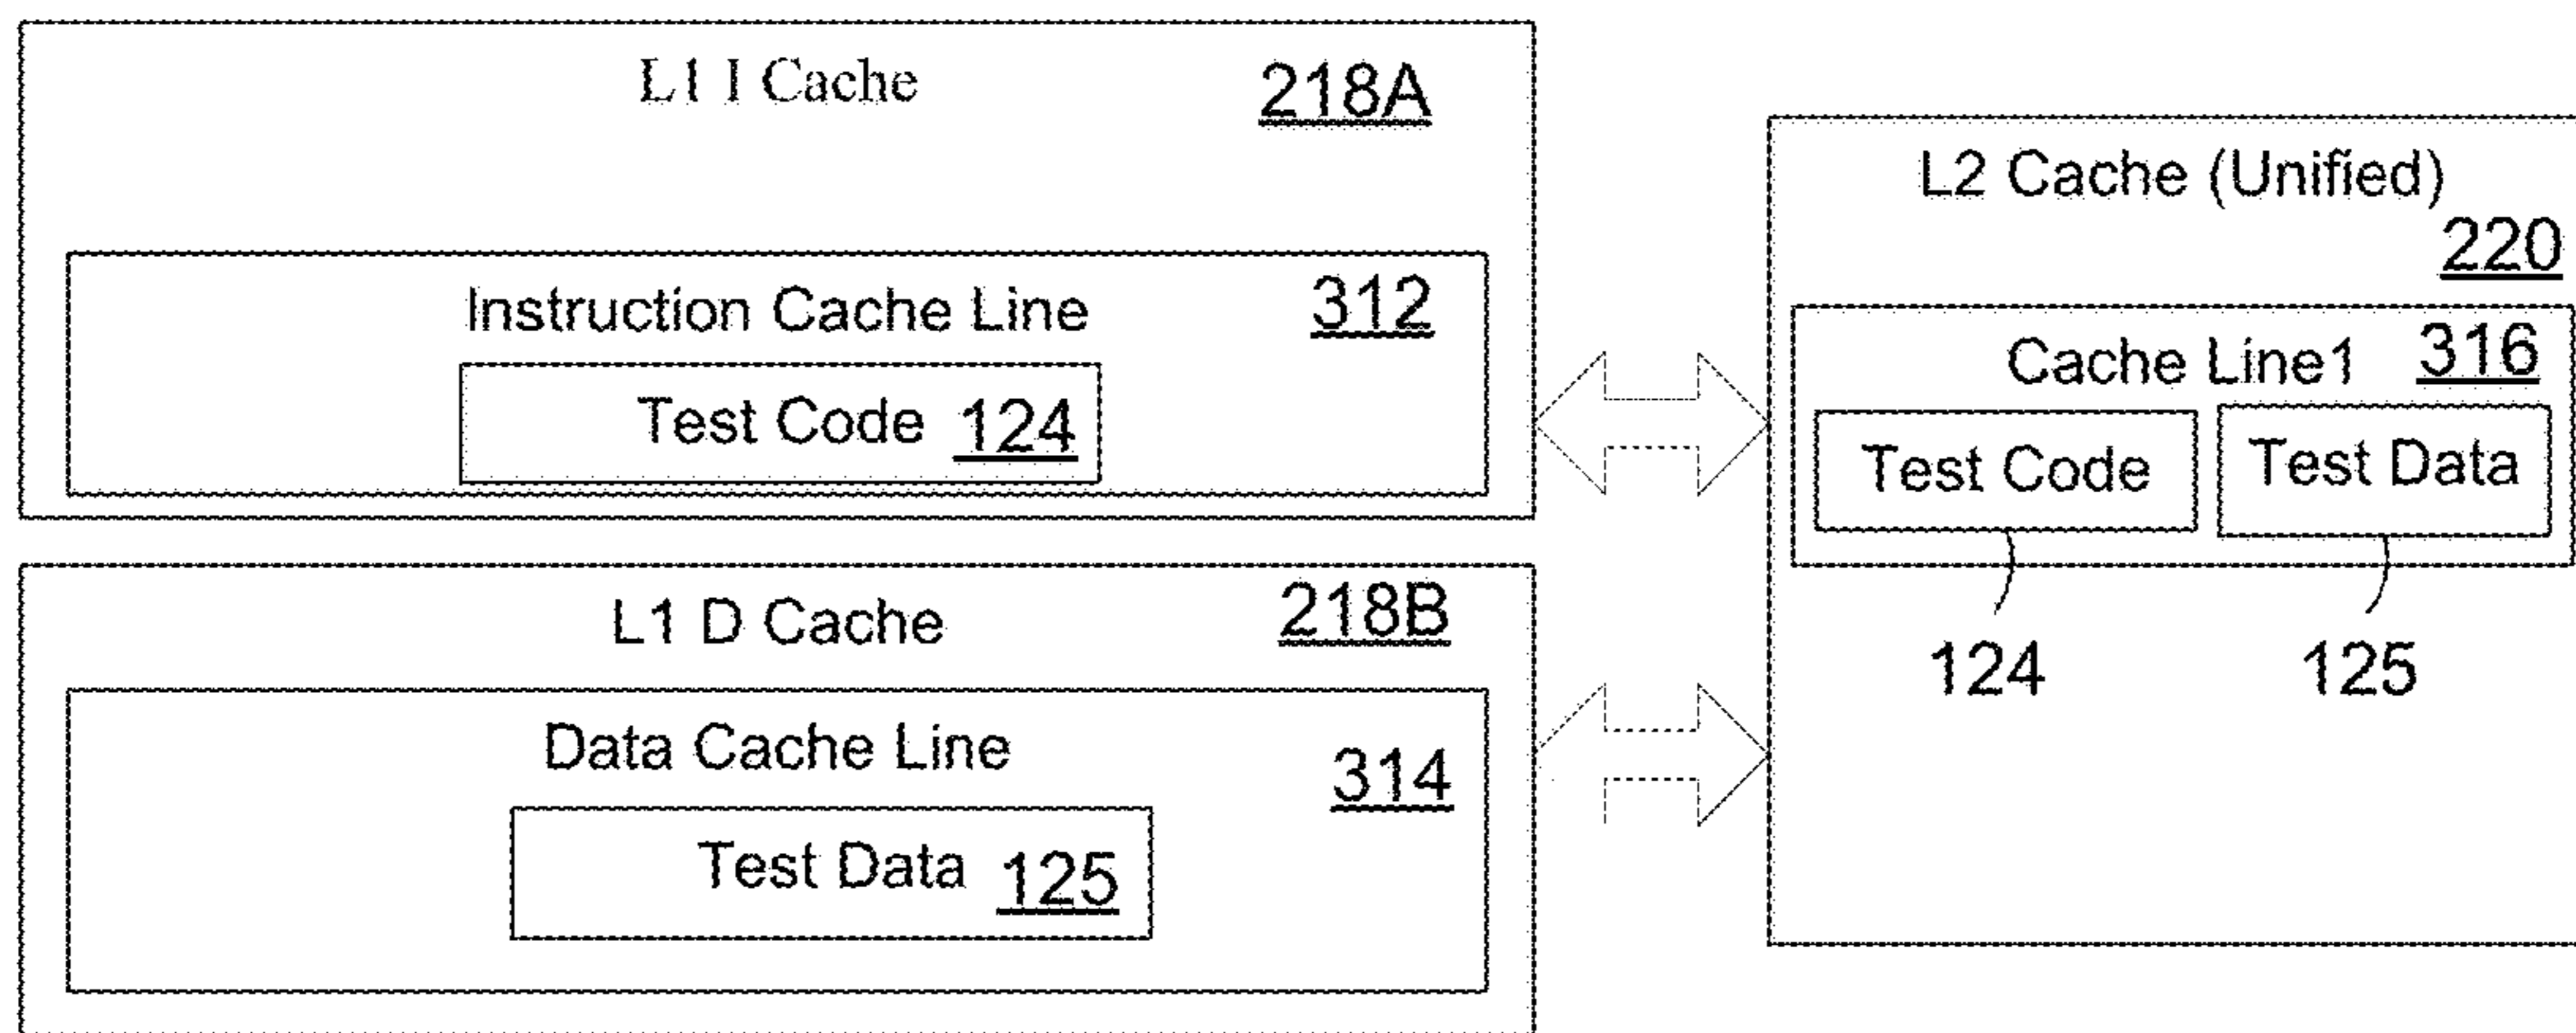 L1 I Cache 218A
Instruction Cache Line 312
Test Code 124
L1 D Cache 218B
Data Cache Line 314
Test Data 125
L2 Cache (Unified)
220
Cache Line1 316
Test Code Test Data
124 125